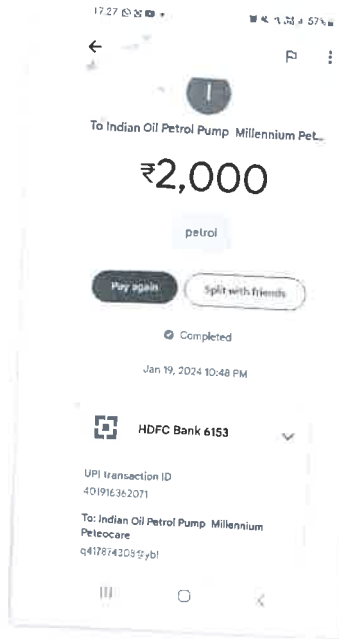 17:27
57%
I
To Indian Oil Petrol Pump Millennium Pet...
₹2,000
petrol
Pay again
Split with friends
Completed
Jan 19, 2024 10:48 PM
HDFC Bank 6153
UPI transaction ID
401916362071
To: Indian Oil Petrol Pump Millennium
Peteocare
q417874308@ybl